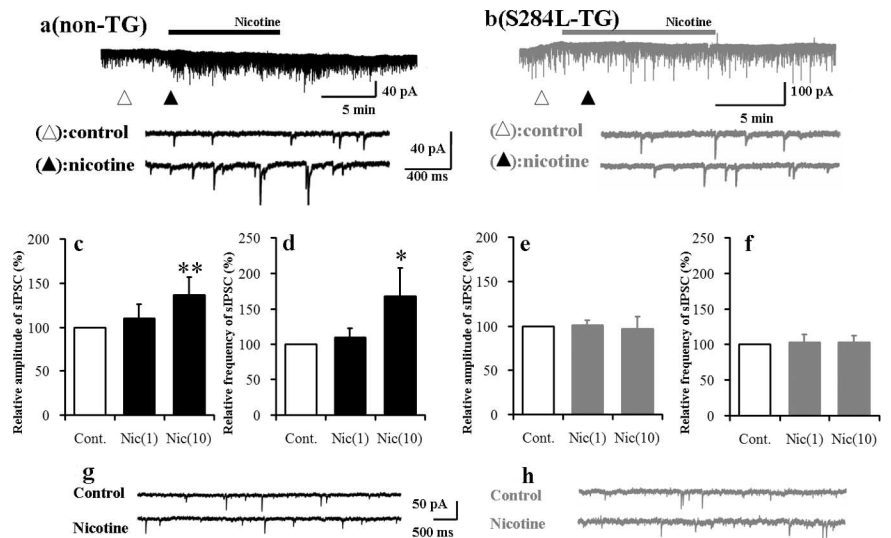 a(non-TG)
Nicotine
40 pA
5 min
(△):control
(▲):nicotine
40 pA
400 ms
b(S284L-TG)
Nicotine
100 pA
5 min
(△):control
(▲):nicotine
c
Relative amplitude of sIPSC (%)
200
150
100
50
0
**
Cont.
Nic(1)
Nic(10)
d
Relative frequency of sIPSC (%)
250
200
150
100
50
0
*
Cont.
Nic(1)
Nic(10)
e
Relative amplitude of sIPSC (%)
200
150
100
50
0
Cont.
Nic(1)
Nic(10)
f
Relative frequency of sIPSC (%)
250
200
150
100
50
0
Cont.
Nic(1)
Nic(10)
g
Control
Nicotine
50 pA
500 ms
h
Control
Nicotine